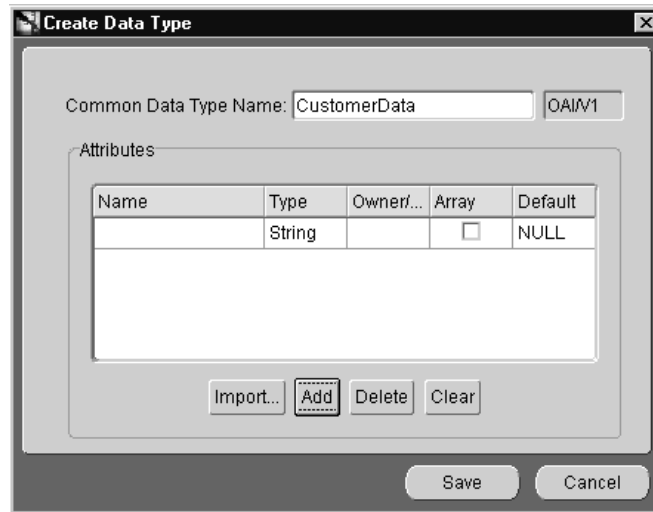 Create Data Type
Common Data Type Name: CustomerData OAI/V1
Attributes
Name Type Owner/... Array Default
String NULL
Import... Add Delete Clear
Save Cancel